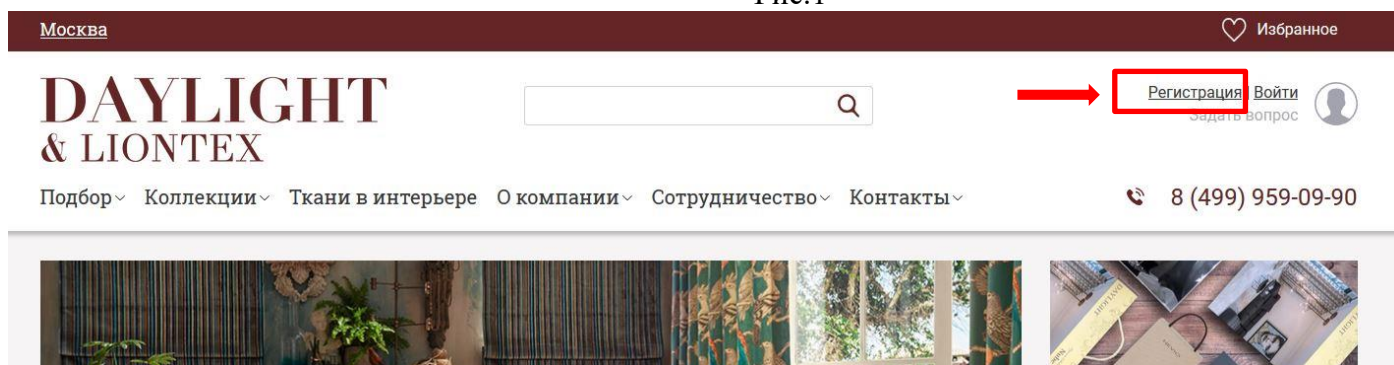 Москва
Избранное
DAYLIGHT
& LIONTEX
Регистрация Войти
Задать вопрос
Подбор Коллекции Ткани в интерьере О компании Сотрудничество Контакты
8 (499) 959-09-90
DAYLIGHT